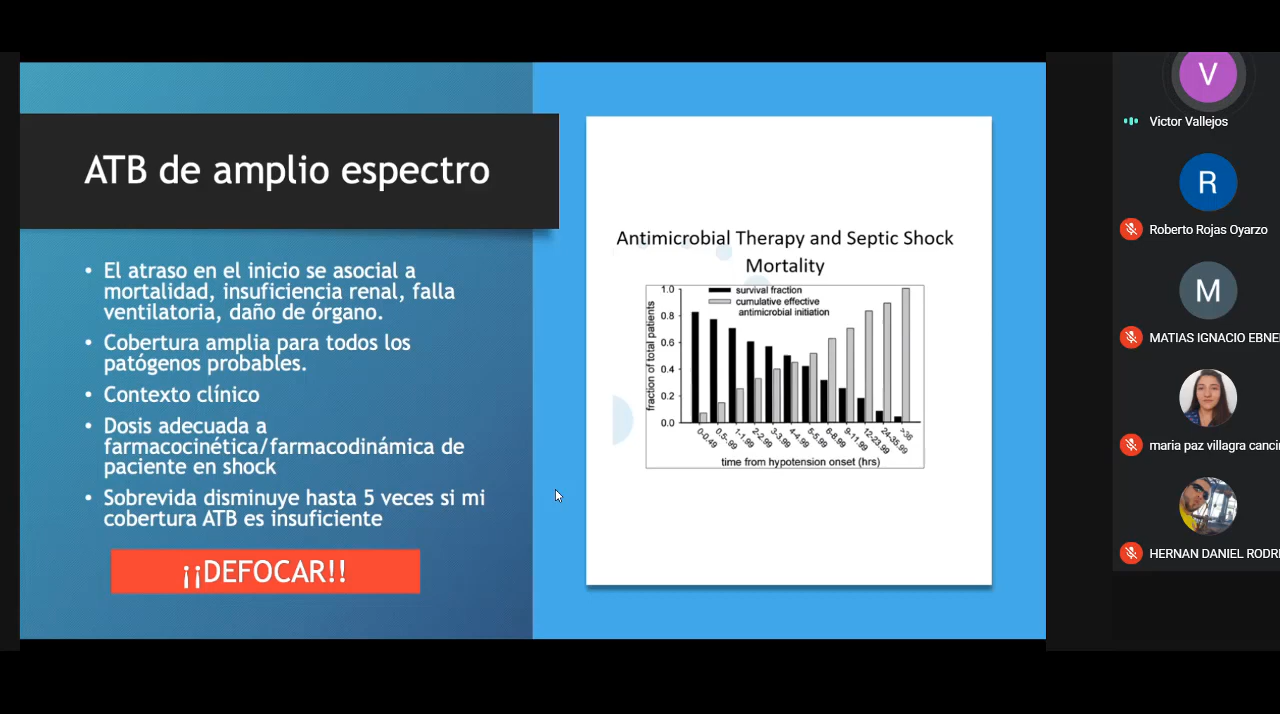 ATB de amplio espectro
• El atraso en el inicio se asocial a
mortalidad, insuficiencia renal, falla
ventilatoria, daño de órgano.
• Cobertura amplia para todos los
patógenos probables.
• Contexto clínico
• Dosis adecuada a
farmacocinética/farmacodinámica de
paciente en shock
• Sobrevida disminuye hasta 5 veces si mi
cobertura ATB es insuficiente
¡¡DEFOCAR!!
Antimicrobial Therapy and Septic Shock
Mortality
survival fraction
cumulative effective
antimicrobial initiation
fraction of total patients
1.0
0.8
0.6
0.4
0.2
0.0
0-0.49
0.5-.99
1-1.99
2-2.99
3-3.99
4-4.99
5-5.99
6-8.99
9-11.99
12-23.99
24-35.99
>36
time from hypotension onset (hrs)
V
Victor Vallejos
R
Roberto Rojas Oyarzo
M
MATIAS IGNACIO EBNE
maria paz villagra canci
HERNAN DANIEL RODRI